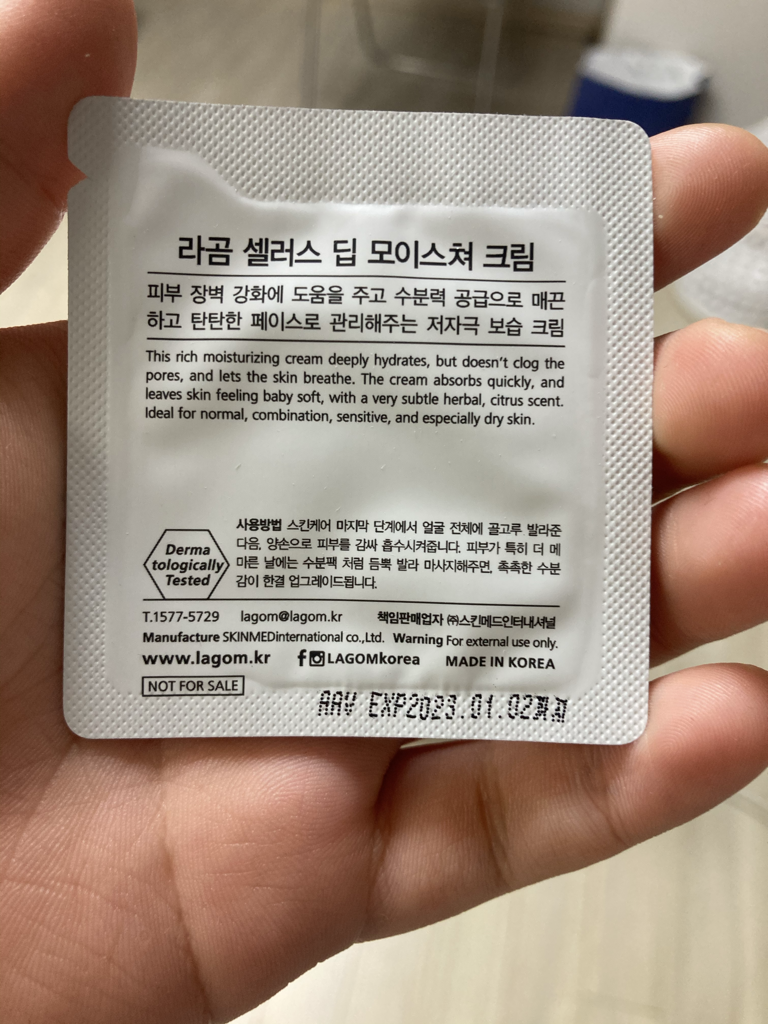 라곰 셀러스 딥 모이스쳐 크림
피부 장벽 강화에 도움을 주고 수분력 공급으로 매끈
하고 탄탄한 페이스로 관리해주는 저자극 보습 크림
This rich moisturizing cream deeply hydrates, but doesn't clog the
pores, and lets the skin breathe. The cream absorbs quickly, and
leaves skin feeling baby soft, with a very subtle herbal, citrus scent.
Ideal for normal, combination, sensitive, and especially dry skin.
Derma
tologically
Tested
사용방법 스킨케어 마지막 단계에서 얼굴 전체에 골고루 발라준
다음, 양손으로 피부를 감싸 흡수시켜줍니다. 피부가 특히 더 메
마른 날에는 수분팩 처럼 듬뿍 발라 마사지해주면, 촉촉한 수분
감이 한결 업그레이드됩니다.
T.1577-5729 lagom@lagom.kr 책임판매업자 ㈜스킨메드인터내셔널
Manufacture SKINMEDinternational co.,Ltd. Warning For external use only.
www.lagom.kr LAGOMkorea MADE IN KOREA
NOT FOR SALE
AAV EXP2023.01.02까지